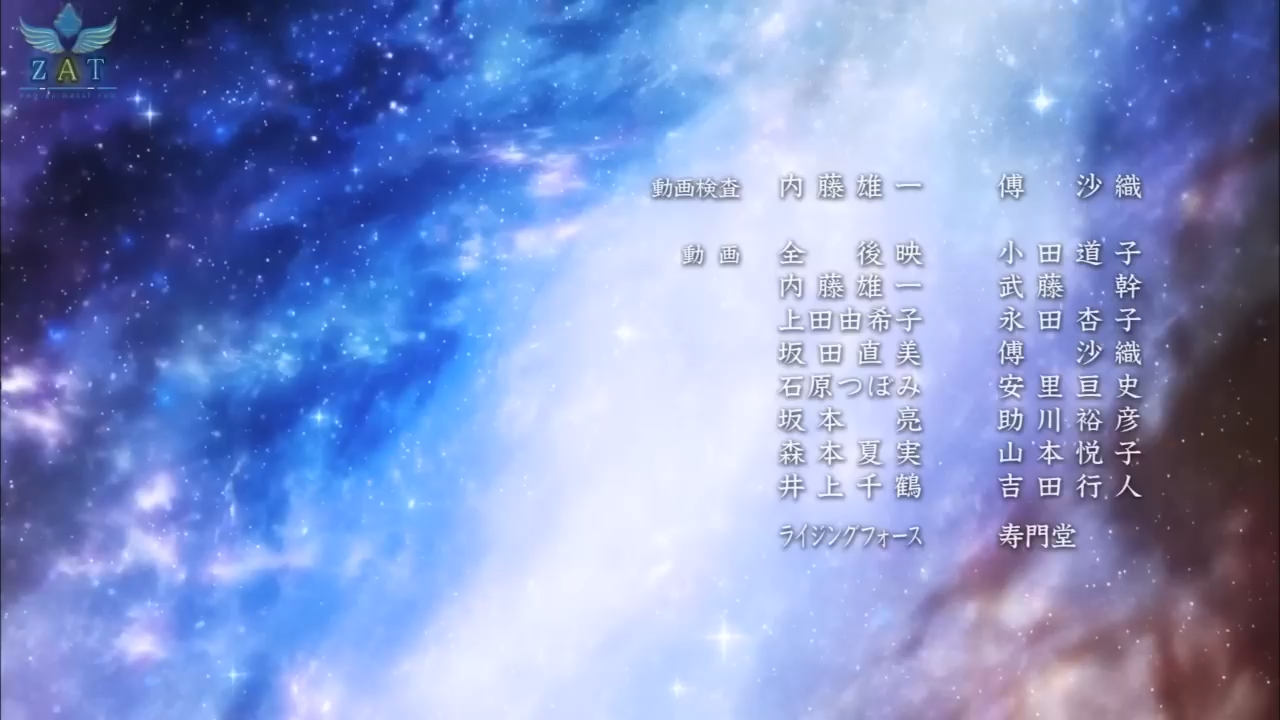 ZAT
動画検査 内藤雄一 傅沙織
動画 全後映 小田道子
内藤雄一 武藤幹
上田由希子 永田杏子
坂田直美 傅沙織
石原つぼみ 安里亘史
坂本亮 助川裕彦
森本夏実 山本悦子
井上千鶴 吉田行人
ライジングフォース 寿門堂